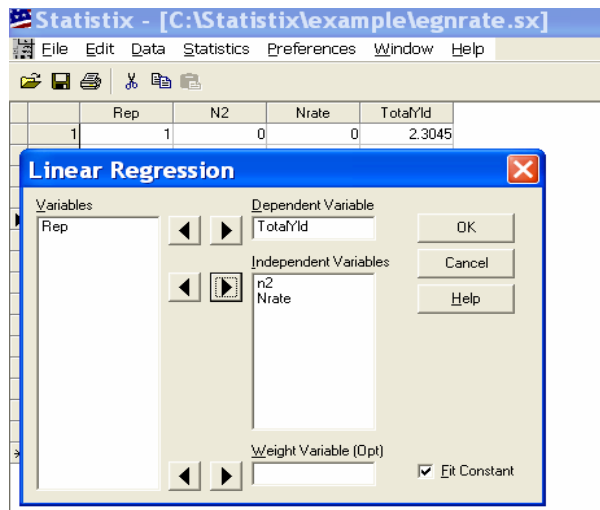 Statistix - [C:\Statistix\example\egnrate.sx]
File Edit Data Statistics Preferences Window Help
Rep N2 Nrate TotalYld
1 1 0 0 2.3045
Linear Regression
Variables
Rep
Dependent Variable
TotalYld
Independent Variables
n2
Nrate
Weight Variable (Opt)
OK
Cancel
Help
Fit Constant